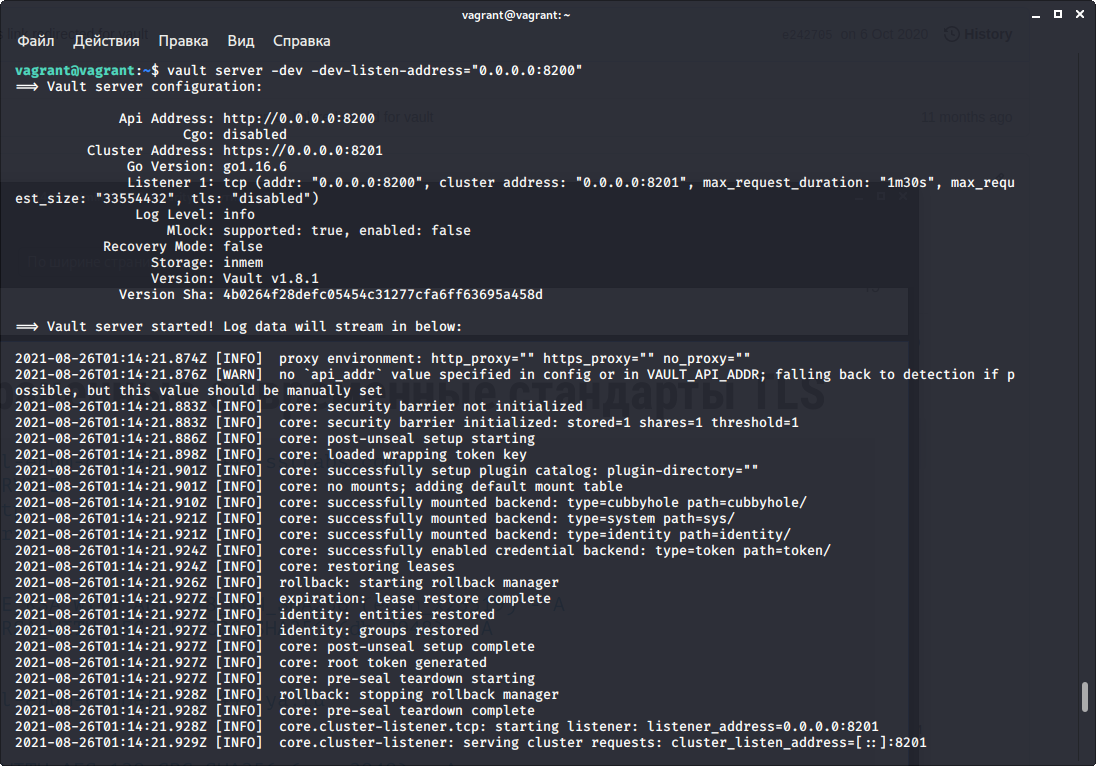 vagrant@vagrant: ~
e242f05 on 6 Oct 2020 History
Файл Действия Правка Вид Справка
vagrant@vagrant:~$ vault server -dev -dev-listen-address="0.0.0.0:8200"
==> Vault server configuration:
for vault 11 months ago
Api Address: http://0.0.0.0:8200
Cgo: disabled
Cluster Address: https://0.0.0.0:8201
Go Version: go1.16.6
Listener 1: tcp (addr: "0.0.0.0:8200", cluster address: "0.0.0.0:8201", max_request_duration: "1m30s", max_requ
est_size: "33554432", tls: "disabled")
Log Level: info
Mlock: supported: true, enabled: false
Recovery Mode: false
Storage: inmem
Version: Vault v1.8.1
Version Sha: 4b0264f28defc05454c31277cfa6ff63695a458d
==> Vault server started! Log data will stream in below:
2021-08-26T01:14:21.874Z [INFO]  proxy environment: http_proxy="" https_proxy="" no_proxy=""
2021-08-26T01:14:21.876Z [WARN]  no `api_addr` value specified in config or in VAULT_API_ADDR; falling back to detection if p
ossible, but this value should be manually set
стандарты TLS
2021-08-26T01:14:21.883Z [INFO]  core: security barrier not initialized
2021-08-26T01:14:21.883Z [INFO]  core: security barrier initialized: stored=1 shares=1 threshold=1
2021-08-26T01:14:21.886Z [INFO]  core: post-unseal setup starting
2021-08-26T01:14:21.898Z [INFO]  core: loaded wrapping token key
2021-08-26T01:14:21.901Z [INFO]  core: successfully setup plugin catalog: plugin-directory=""
2021-08-26T01:14:21.901Z [INFO]  core: no mounts; adding default mount table
2021-08-26T01:14:21.910Z [INFO]  core: successfully mounted backend: type=cubbyhole path=cubbyhole/
2021-08-26T01:14:21.921Z [INFO]  core: successfully mounted backend: type=system path=sys/
2021-08-26T01:14:21.921Z [INFO]  core: successfully mounted backend: type=identity path=identity/
2021-08-26T01:14:21.924Z [INFO]  core: successfully enabled credential backend: type=token path=token/
2021-08-26T01:14:21.924Z [INFO]  core: restoring leases
2021-08-26T01:14:21.926Z [INFO]  rollback: starting rollback manager
2021-08-26T01:14:21.927Z [INFO]  expiration: lease restore complete
2021-08-26T01:14:21.927Z [INFO]  identity: entities restored
2021-08-26T01:14:21.927Z [INFO]  identity: groups restored
2021-08-26T01:14:21.927Z [INFO]  core: post-unseal setup complete
2021-08-26T01:14:21.927Z [INFO]  core: root token generated
2021-08-26T01:14:21.927Z [INFO]  core: pre-seal teardown starting
2021-08-26T01:14:21.928Z [INFO]  rollback: stopping rollback manager
2021-08-26T01:14:21.928Z [INFO]  core: pre-seal teardown complete
2021-08-26T01:14:21.928Z [INFO]  core.cluster-listener.tcp: starting listener: listener_address=0.0.0.0:8201
2021-08-26T01:14:21.929Z [INFO]  core.cluster-listener: serving cluster requests: cluster_listen_address=[::]:8201